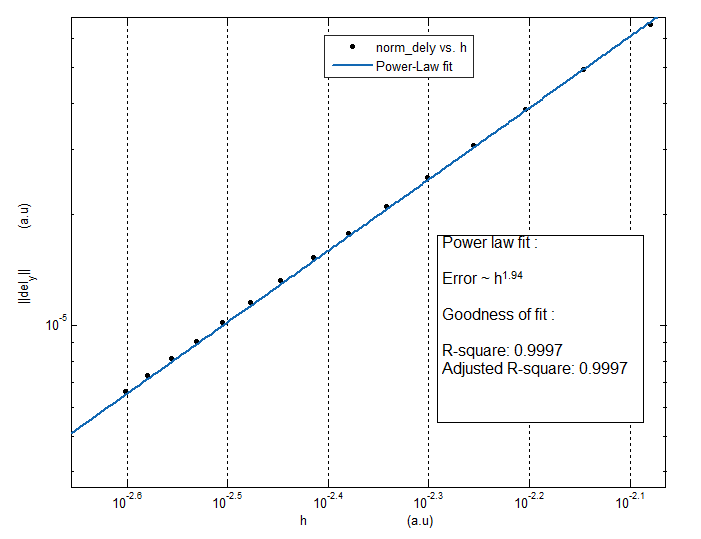 norm_dely vs. h
Power-Law fit
||del_y|| (a.u)
10^-5
Power law fit :
Error ~ h^1.94
Goodness of fit :
R-square: 0.9997
Adjusted R-square: 0.9997
10^-2.6 10^-2.5 10^-2.4 10^-2.3 10^-2.2 10^-2.1
h (a.u)